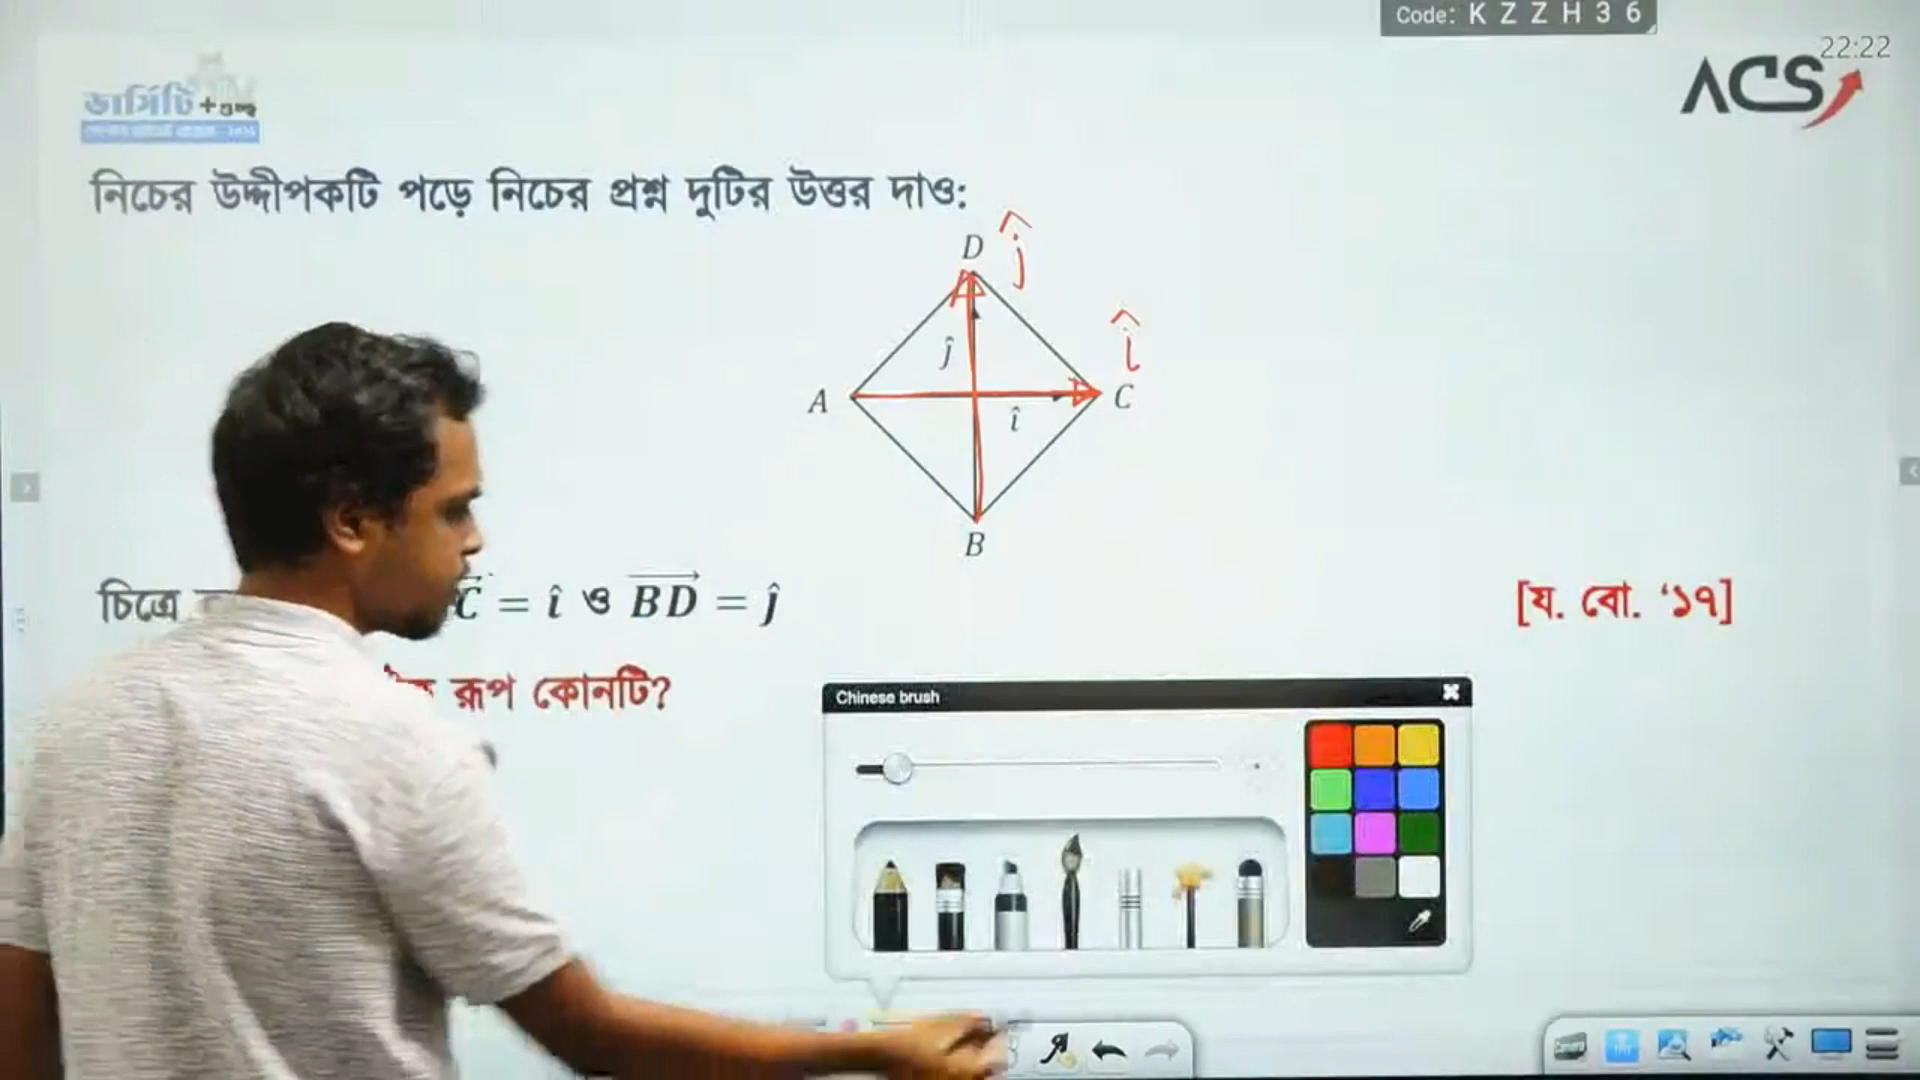 Code: K Z Z H 3 6
22:22
ভার্সিটি +
ACS
নিচের উদ্দীপকটি পড়ে নিচের প্রশ্ন দুটির উত্তর দাও:
D ĵ
î
ĵ
A C
î
B
চিত্রে C = î ও BD = ĵ
[য. বো. ‘১৭]
রূপ কোনটি?
Chinese brush